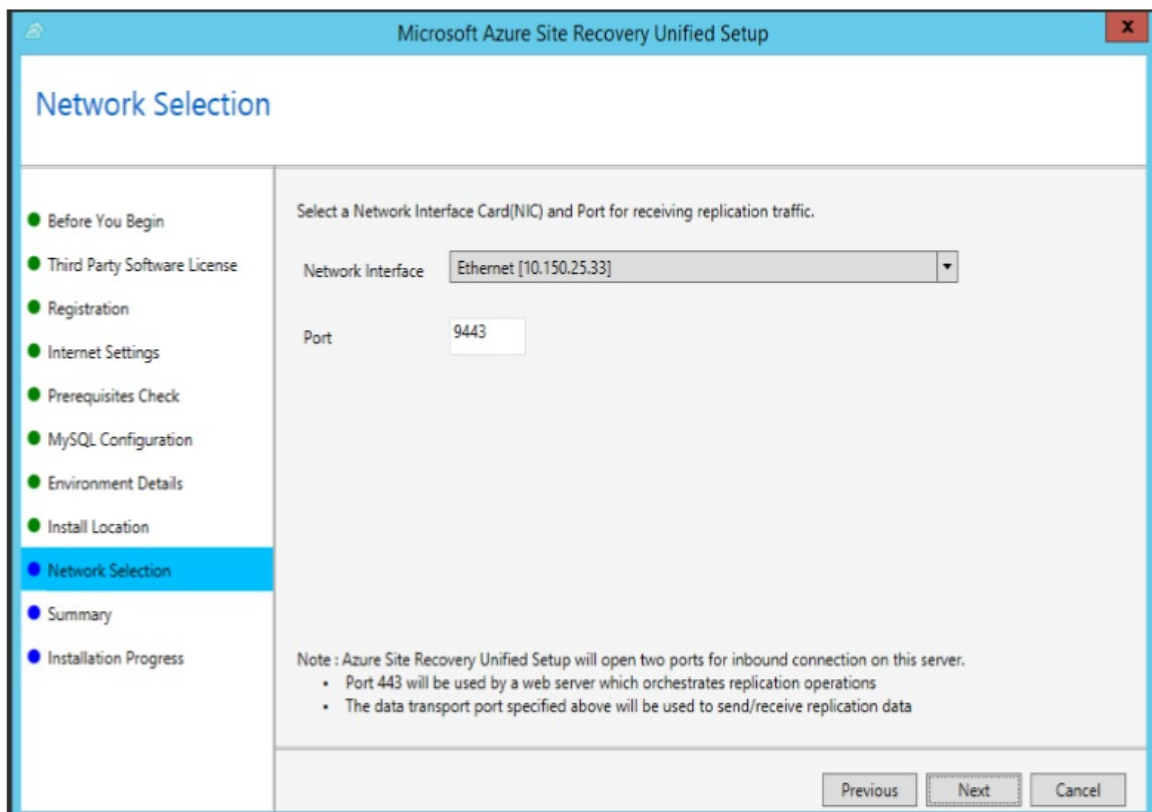 Microsoft Azure Site Recovery Unified Setup
x
Network Selection
Before You Begin
Third Party Software License
Registration
Internet Settings
Prerequisites Check
MySQL Configuration
Environment Details
Install Location
Network Selection
Summary
Installation Progress
Select a Network Interface Card(NIC) and Port for receiving replication traffic.
Network Interface Ethernet [10.150.25.33]
Port 9443
Note : Azure Site Recovery Unified Setup will open two ports for inbound connection on this server.
• Port 443 will be used by a web server which orchestrates replication operations
• The data transport port specified above will be used to send/receive replication data
Previous Next Cancel